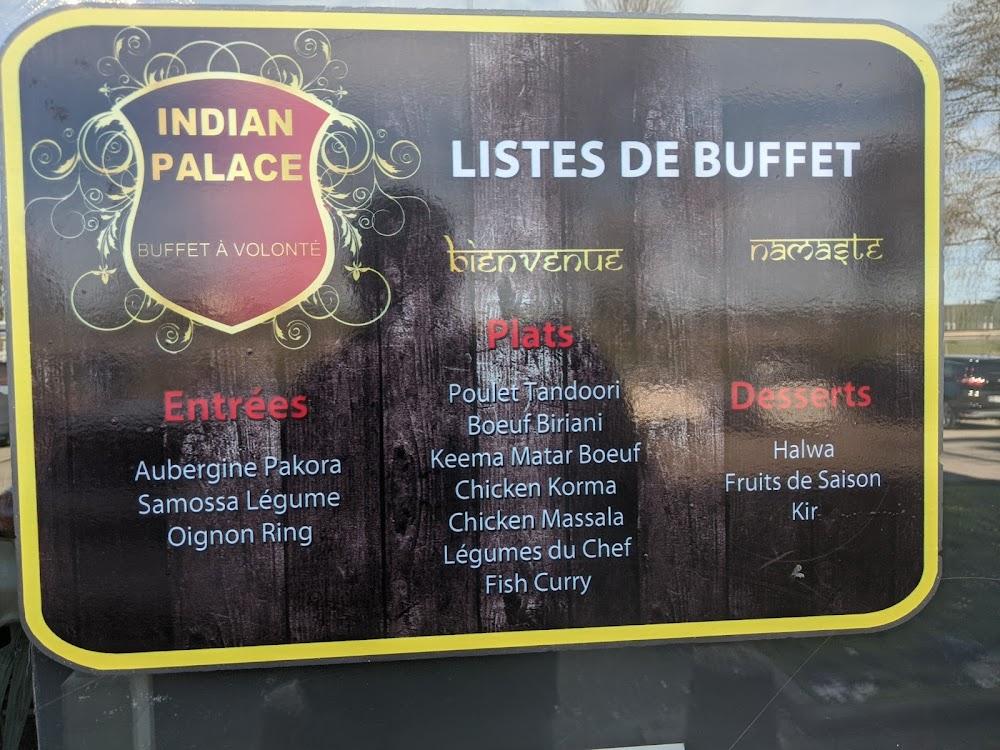 INDIAN
PALACE
BUFFET À VOLONTÉ
LISTES DE BUFFET
bienvenue
namaste
Entrées
Aubergine Pakora
Samossa Légume
Oignon Ring
Plats
Poulet Tandoori
Boeuf Biriani
Keema Matar Boeuf
Chicken Korma
Chicken Massala
Légumes du Chef
Fish Curry
Desserts
Halwa
Fruits de Saison
Kir